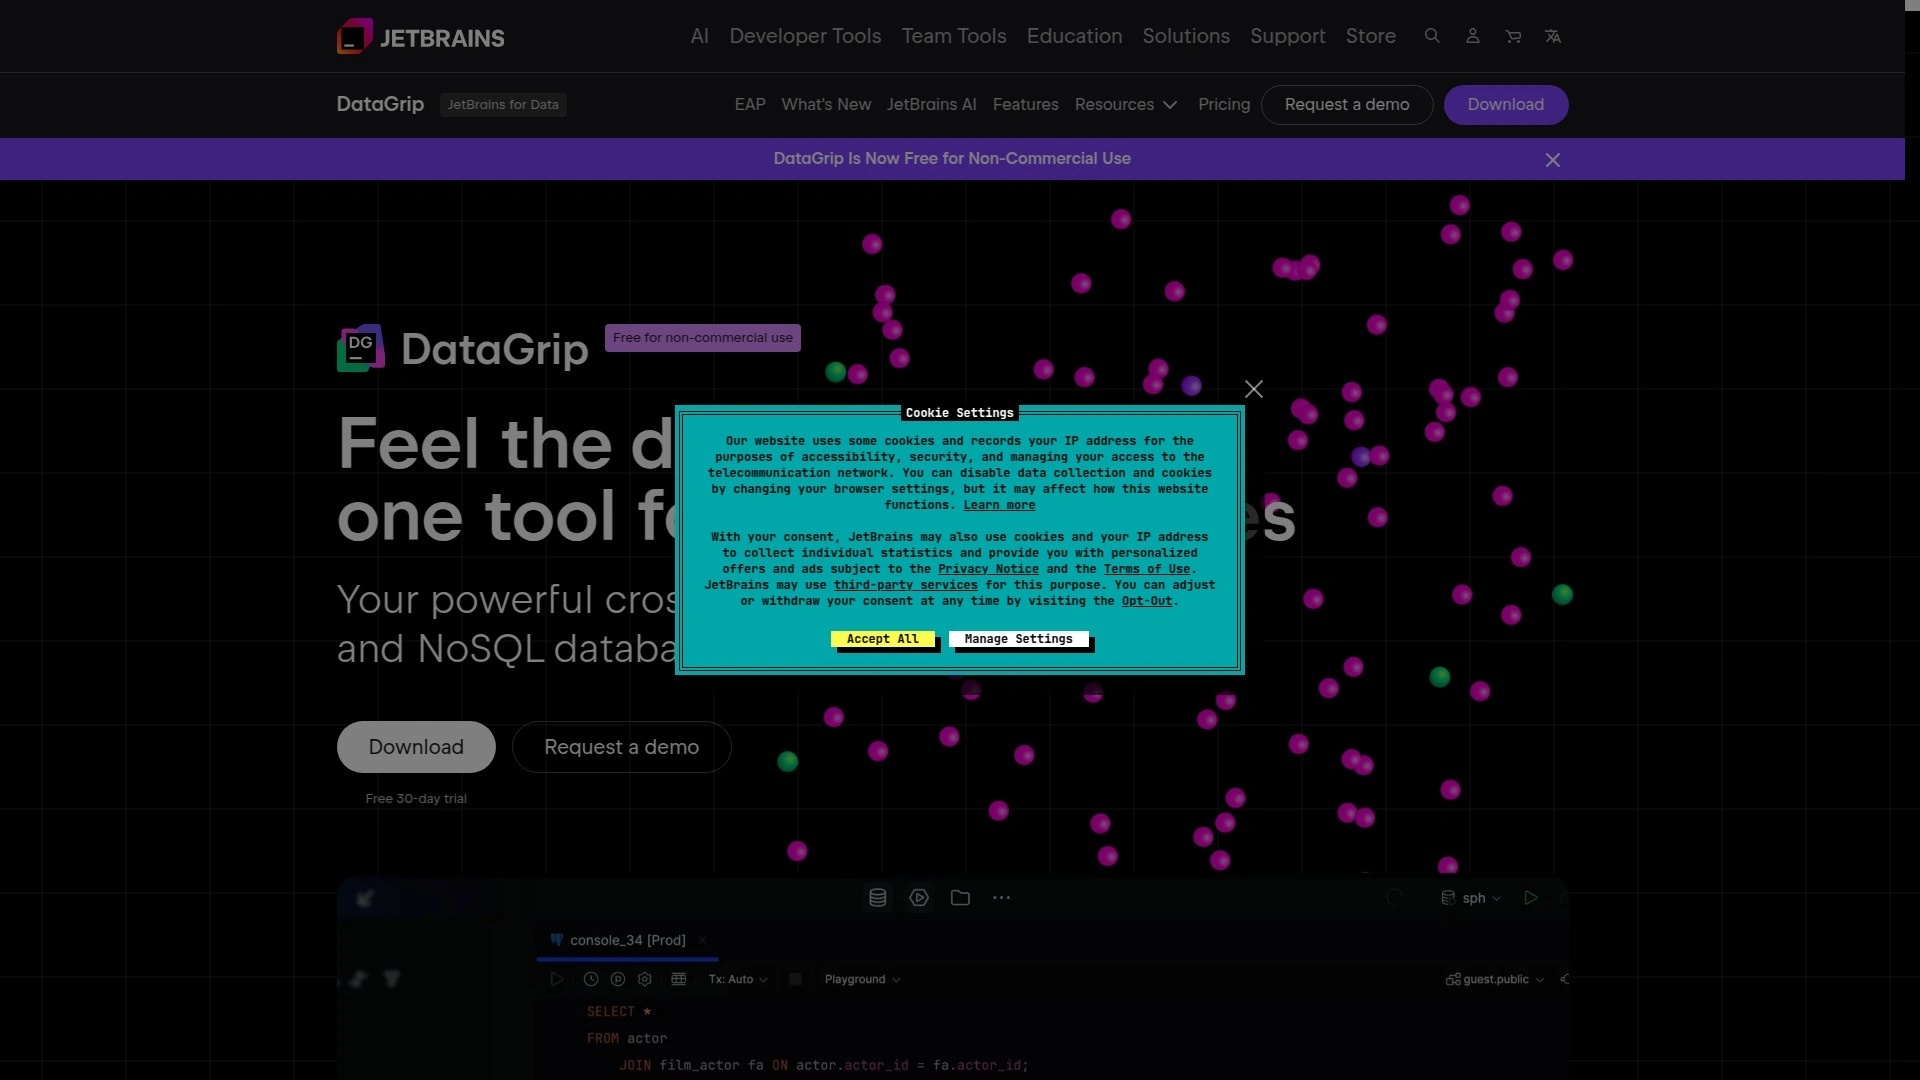 JETBRAINS
AI Developer Tools Team Tools Education Solutions Support Store
DataGrip JetBrains for Data
EAP What's New JetBrains AI Features Resources Pricing Request a demo Download
DataGrip Is Now Free for Non-Commercial Use
DG DataGrip Free for non-commercial use
Feel the d
one tool f es
Your powerful cros
and NoSQL databa
Cookie Settings
Our website uses some cookies and records your IP address for the
purposes of accessibility, security, and managing your access to the
telecommunication network. You can disable data collection and cookies
by changing your browser settings, but it may affect how this website
functions. Learn more
With your consent, JetBrains may also use cookies and your IP address
to collect individual statistics and provide you with personalized
offers and ads subject to the Privacy Notice and the Terms of Use.
JetBrains may use third-party services for this purpose. You can adjust
or withdraw your consent at any time by visiting the Opt-Out.
Accept All Manage Settings
Download Request a demo
Free 30-day trial
sph
console_34 [Prod]
Tx: Auto Playground guest.public
SELECT *
FROM actor
JOIN film_actor fa ON actor.actor_id = fa.actor_id;